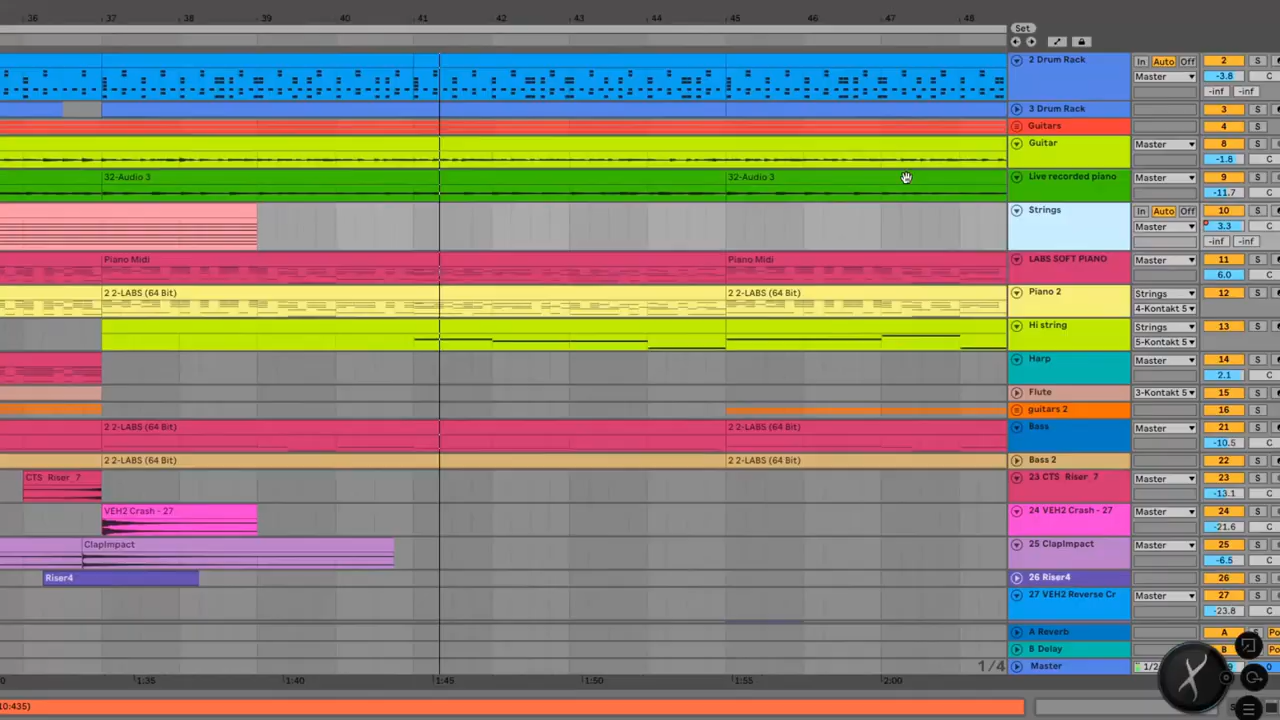 36 37 38 39 40 41 42 43 44 45 46 47 48
Set
2 Drum Rack In Auto Off 2 S
Master -3.8 C
-inf -inf
3 Drum Rack 3 S
Guitars 4 S
Guitar Master 8 S
-1.8 C
32-Audio 3 32-Audio 3 Live recorded piano Master 9 S
-11.7 C
Strings In Auto Off 10 S
Master 3.3 C
-inf -inf
Piano Midi Piano Midi LABS SOFT PIANO Master 11 S
6.0 C
2 2-LABS (64 Bit) 2 2-LABS (64 Bit) Piano 2 Strings 12 S
4-Kontakt 5
Hi string Strings 13 S
5-Kontakt 5
Harp Master 14 S
2.1 C
Flute 3-Kontakt 5 15 S
guitars 2 16 S
2 2-LABS (64 Bit) 2 2-LABS (64 Bit) Bass Master 21 S
-10.5 C
2 2-LABS (64 Bit) 2 2-LABS (64 Bit) Bass 2 22 S
CTS Riser_7 23 CTS Riser 7 Master 23 S
-13.1 C
VEH2 Crash - 27 24 VEH2 Crash - 27 Master 24 S
-21.6 C
ClapImpact 25 ClapImpact Master 25 S
-6.5 C
Riser4 26 Riser4 26 S
27 VEH2 Reverse Cr Master 27 S
-23.8 C
A Reverb A S Po
B Delay B Po
1/4 Master 1/2 0
1:35 1:40 1:45 1:50 1:55 2:00
10:435)